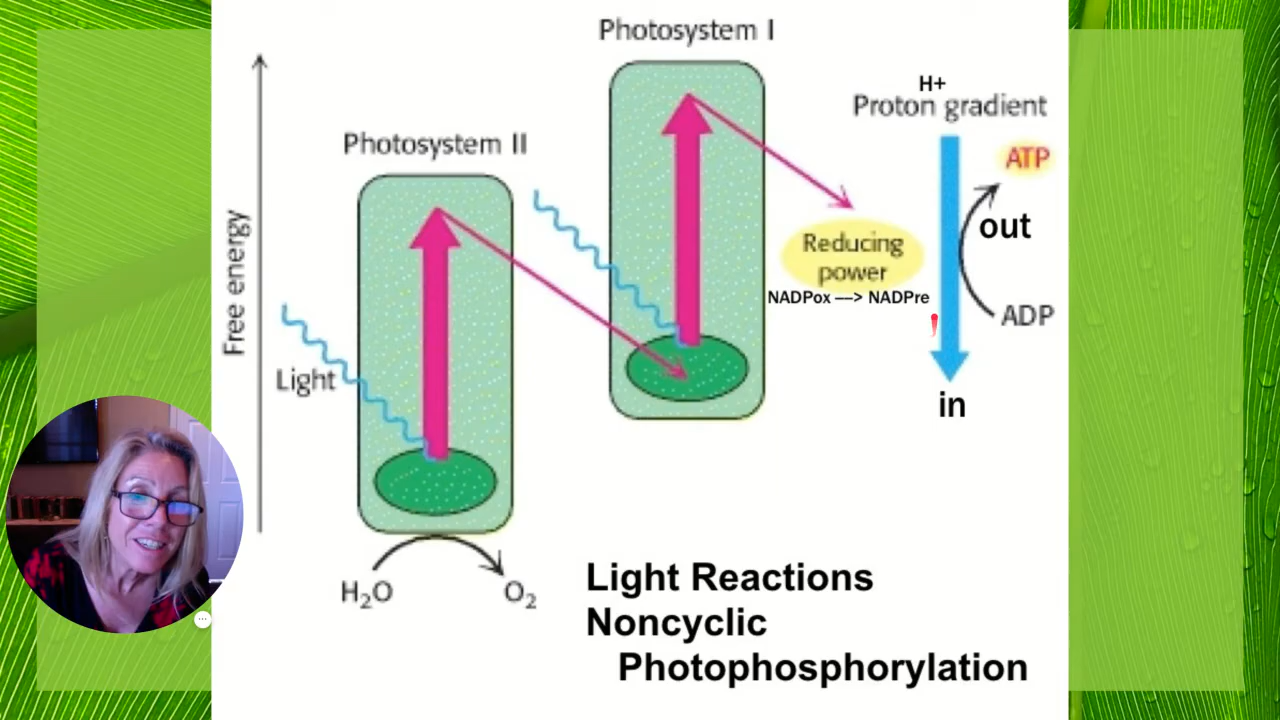 Photosystem I
H+
Proton gradient
Photosystem II
ATP
out
Free energy
Reducing
power
NADPox —-> NADPre
ADP
Light
in
H₂O
O₂
Light Reactions
Noncyclic
Photophosphorylation